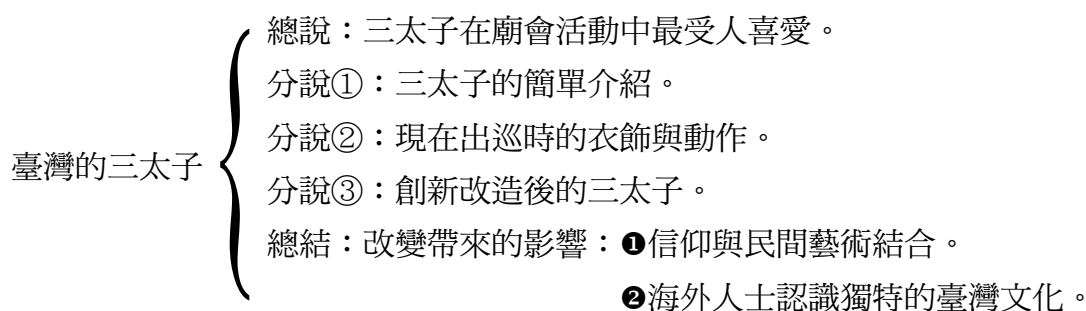 總說：三太子在廟會活動中最受人喜愛。
分說①：三太子的簡單介紹。
分說②：現在出巡時的衣飾與動作。
臺灣的三太子
分說③：創新改造後的三太子。
總結：改變帶來的影響：❶信仰與民間藝術結合。
❷海外人士認識獨特的臺灣文化。